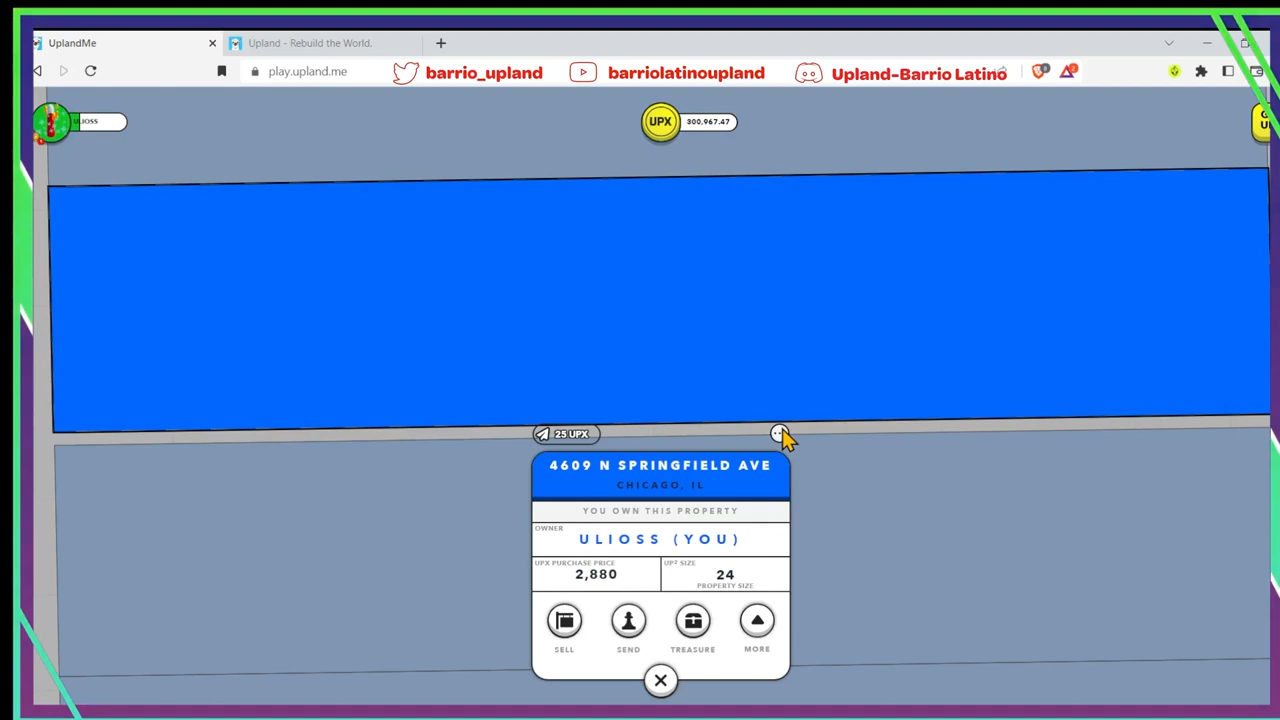 UplandMe
Upland - Rebuild the World.
play.upland.me
barrio_upland
barriolatinoupland
Upland-Barrio Latino
ULIOSS
UPX
300,967.47
25 UPX
4609 N SPRINGFIELD AVE
CHICAGO, IL
YOU OWN THIS PROPERTY
OWNER
ULIOSS (YOU)
UPX PURCHASE PRICE
2,880
UP² SIZE
24
PROPERTY SIZE
SELL
SEND
TREASURE
MORE